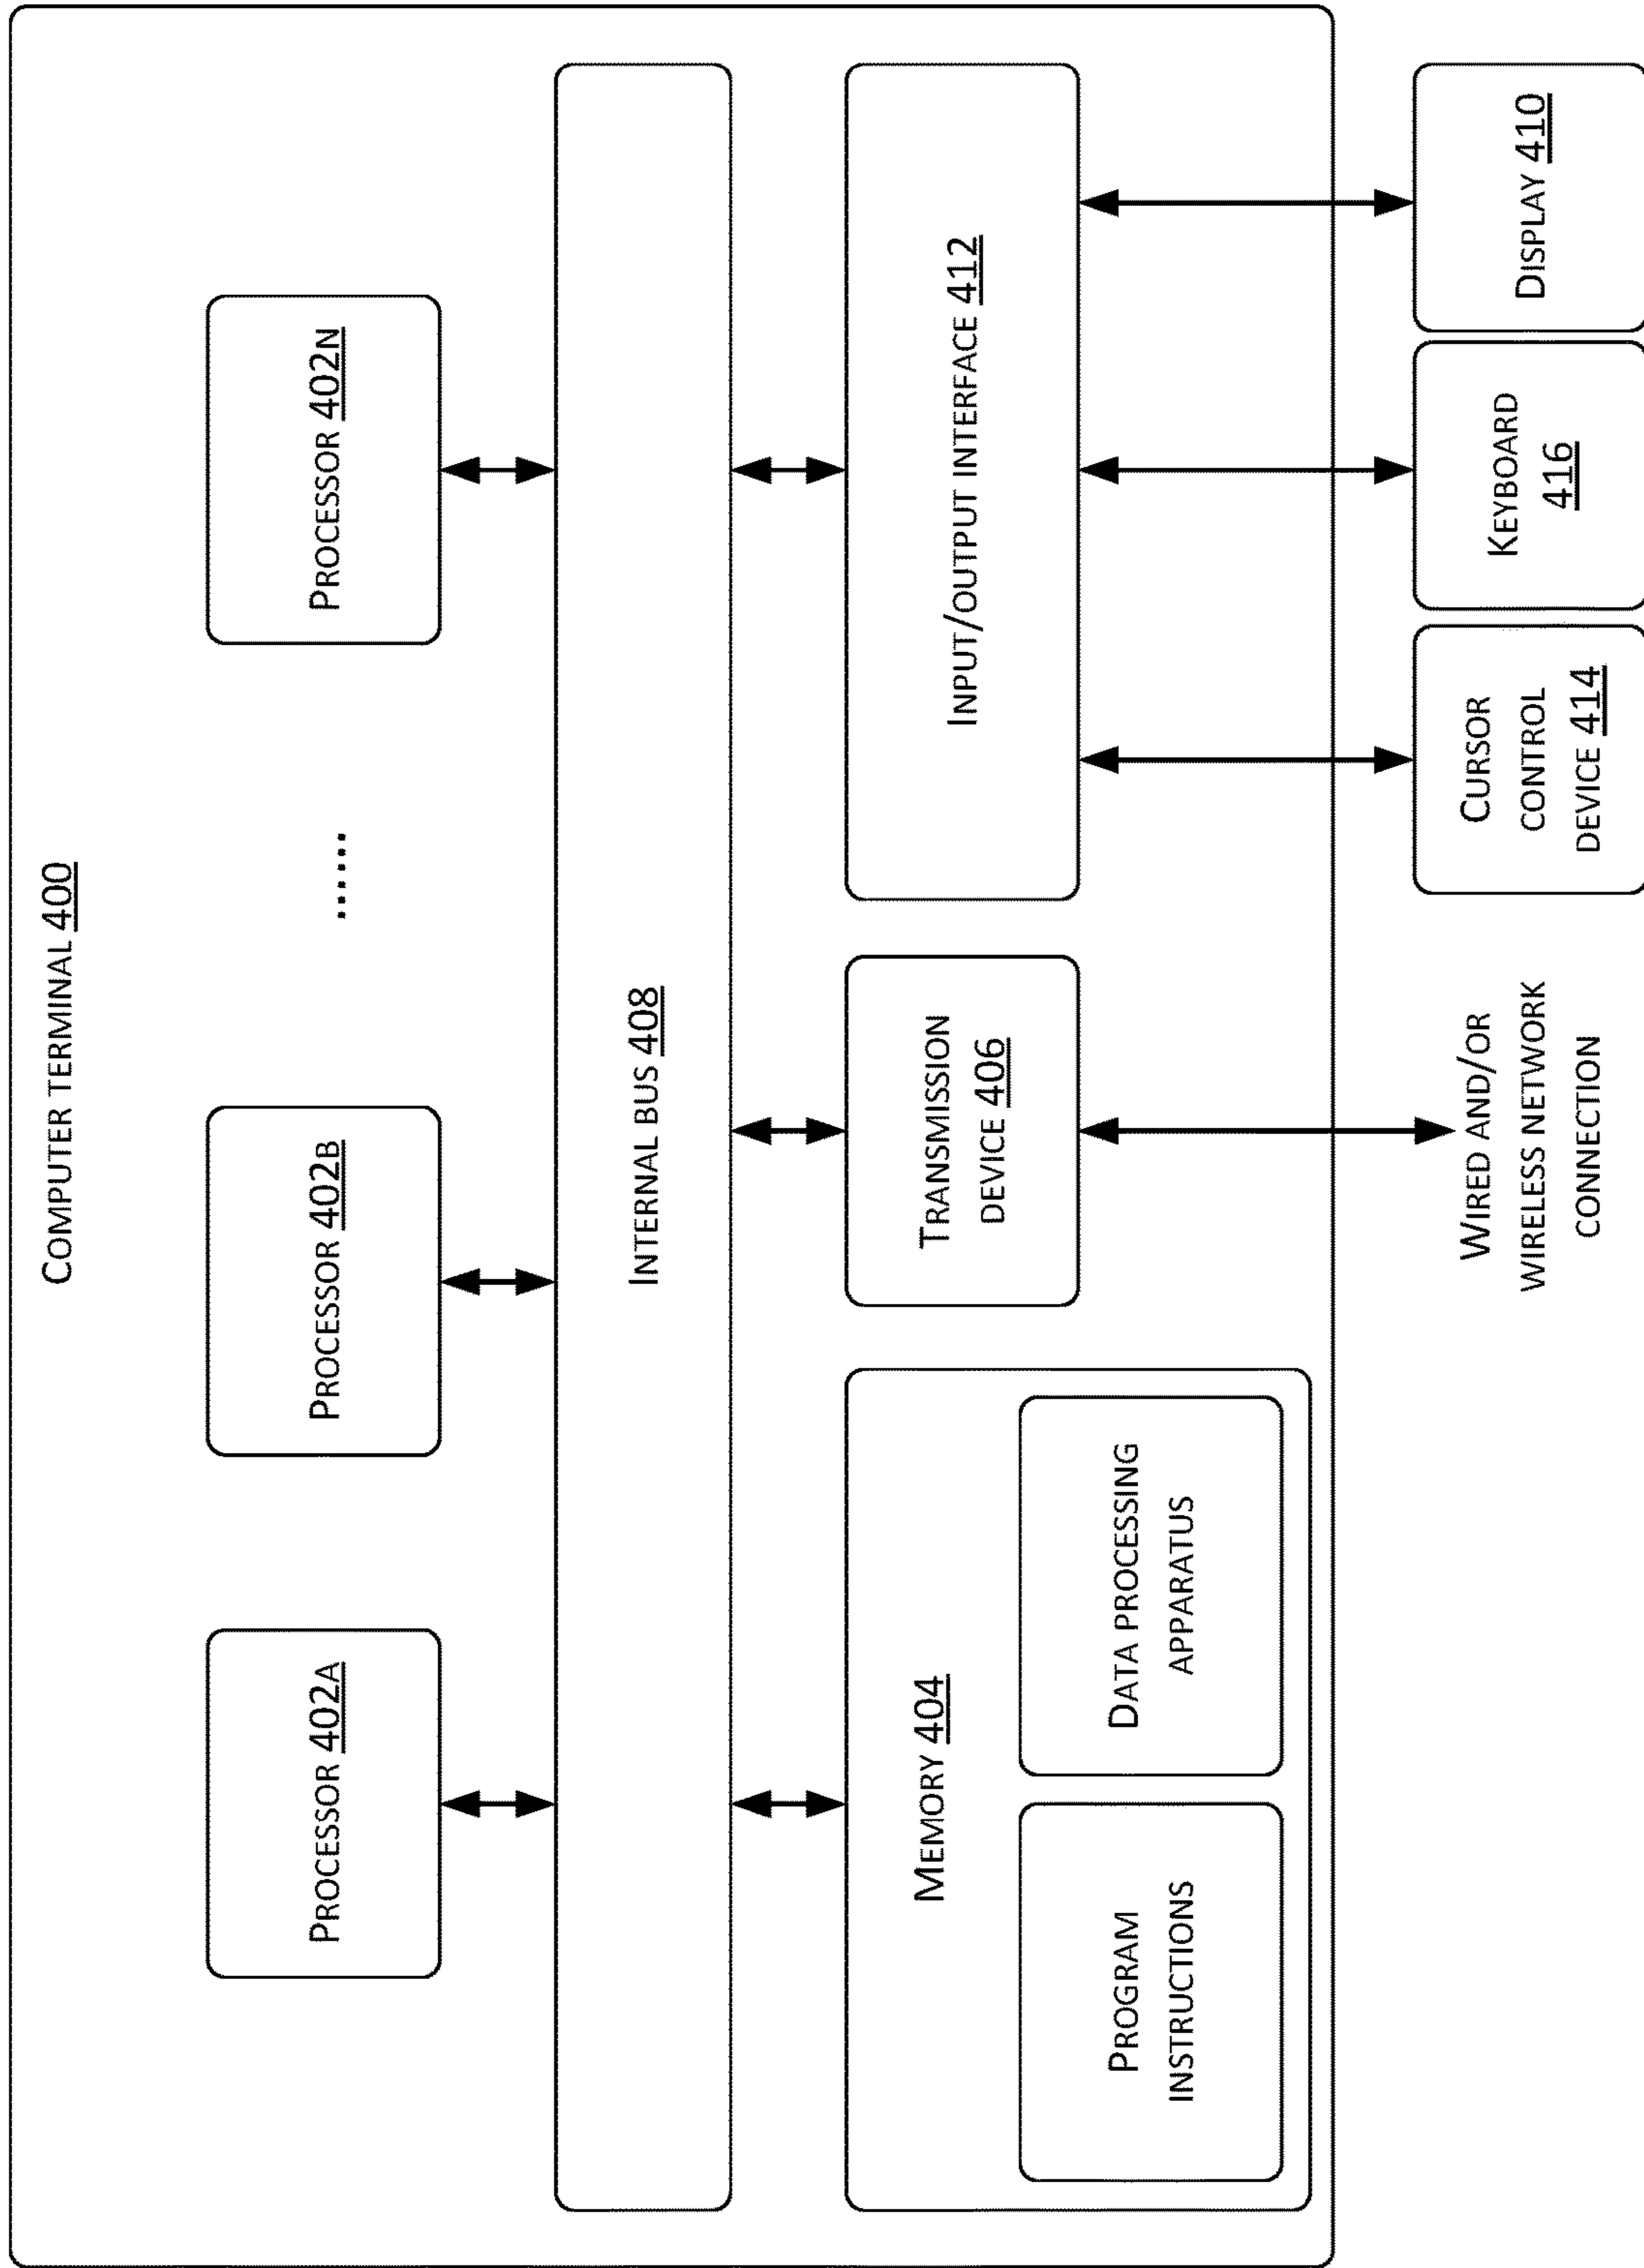 COMPUTER TERMINAL 400
PROCESSOR 402A
PROCESSOR 402B
......
PROCESSOR 402N
INTERNAL BUS 408
MEMORY 404
PROGRAM
INSTRUCTIONS
DATA PROCESSING
APPARATUS
TRANSMISSION
DEVICE 406
INPUT/OUTPUT INTERFACE 412
WIRED AND/OR
WIRELESS NETWORK
CONNECTION
CURSOR
CONTROL
DEVICE 414
KEYBOARD
416
DISPLAY 410